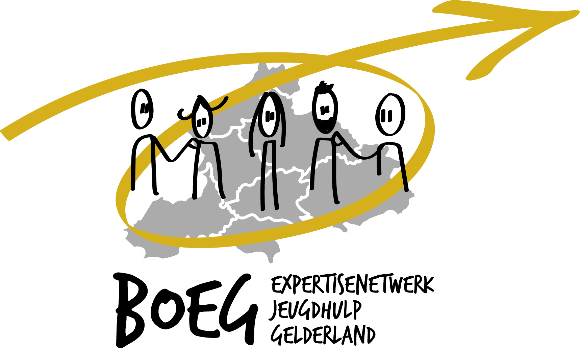 BOEG
EXPERTISENETWERK
JEUGDHULP
GELDERLAND